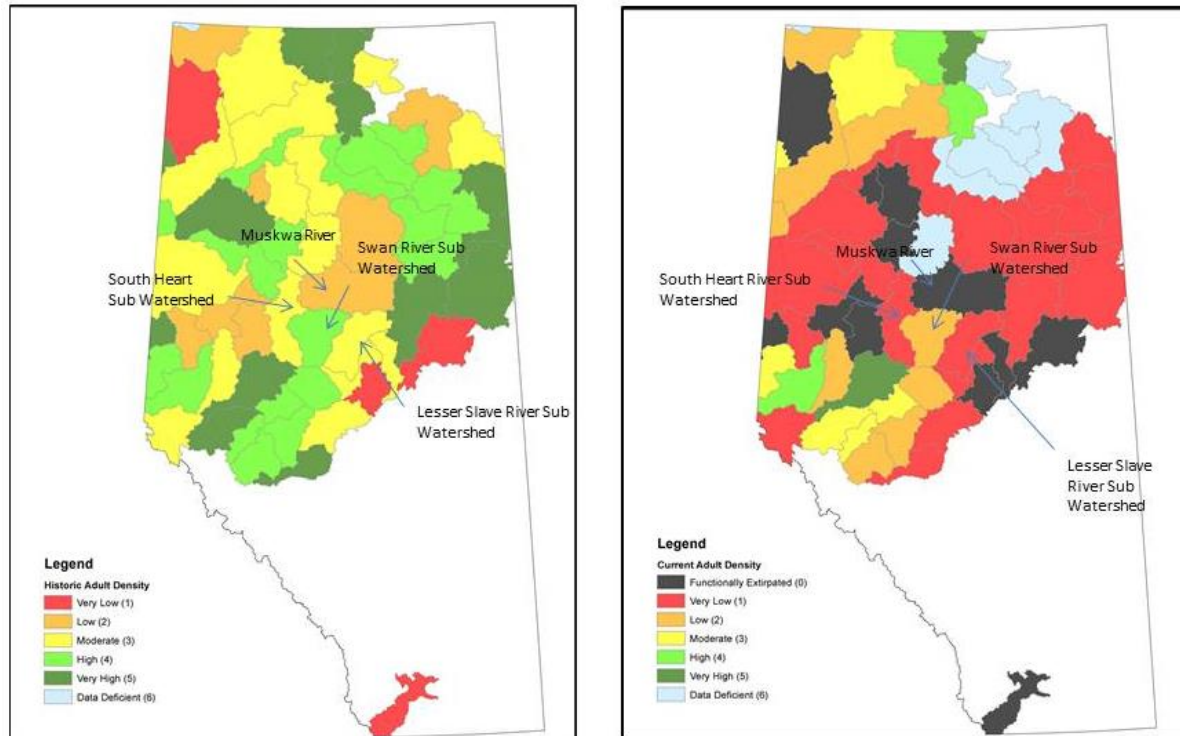 Muskwa River
Swan River Sub
Watershed
South Heart
Sub Watershed
Lesser Slave River Sub
Watershed
Legend
Historic Adult Density
Very Low (1)
Low (2)
Moderate (3)
High (4)
Very High (5)
Data Deficient (6)
Muskwa River
Swan River Sub
Watershed
South Heart River Sub
Watershed
Lesser Slave
River Sub
Watershed
Legend
Current Adult Density
Functionally Extirpated (0)
Very Low (1)
Low (2)
Moderate (3)
High (4)
Very High (5)
Data Deficient (6)